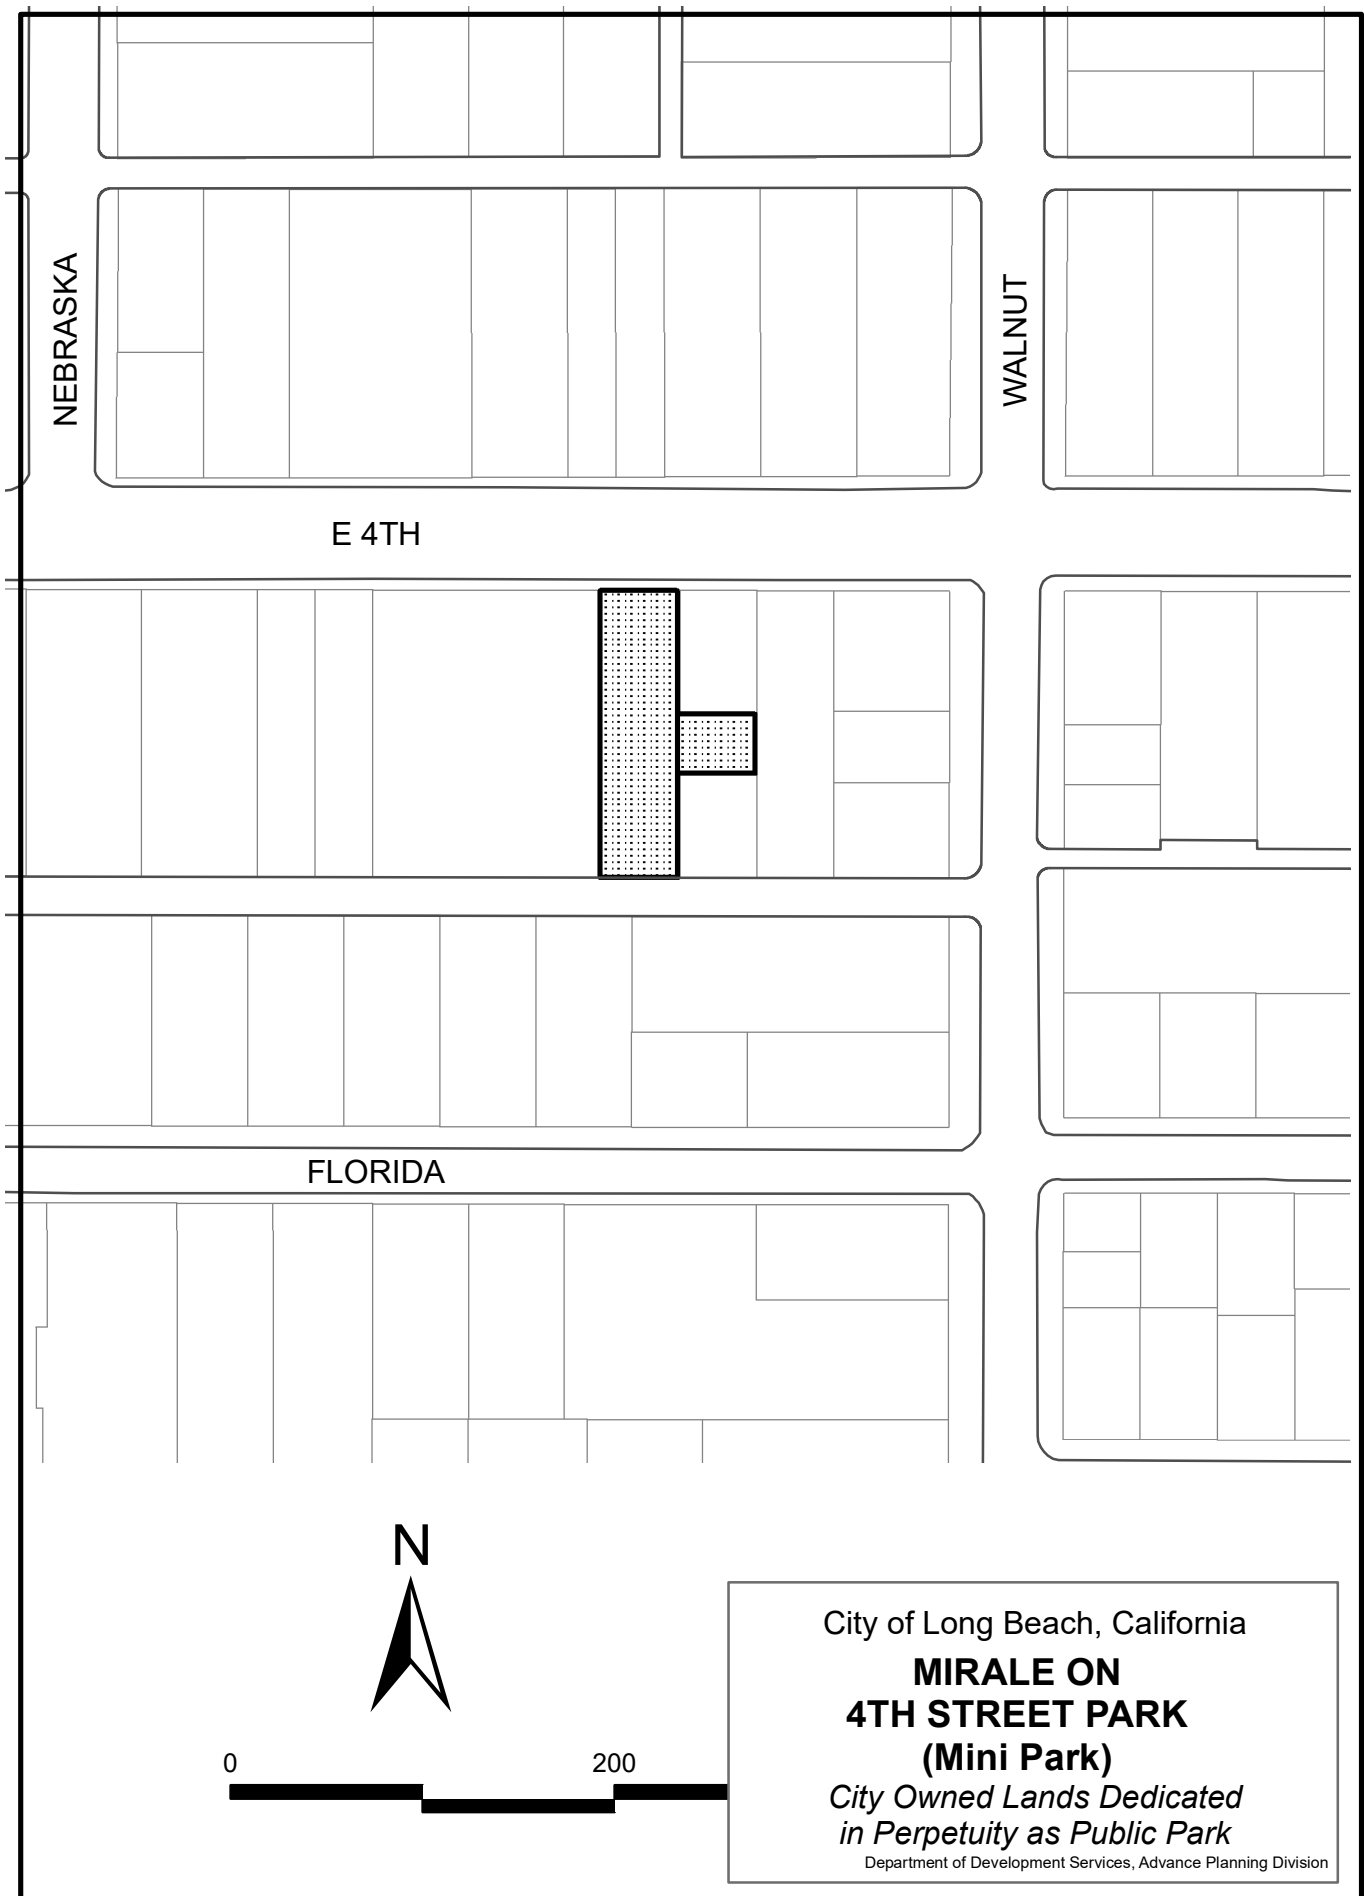 NEBRASKA
WALNUT
E 4TH
FLORIDA
N
0
200
City of Long Beach, California
MIRALE ON
4TH STREET PARK
(Mini Park)
City Owned Lands Dedicated
in Perpetuity as Public Park
Department of Development Services, Advance Planning Division